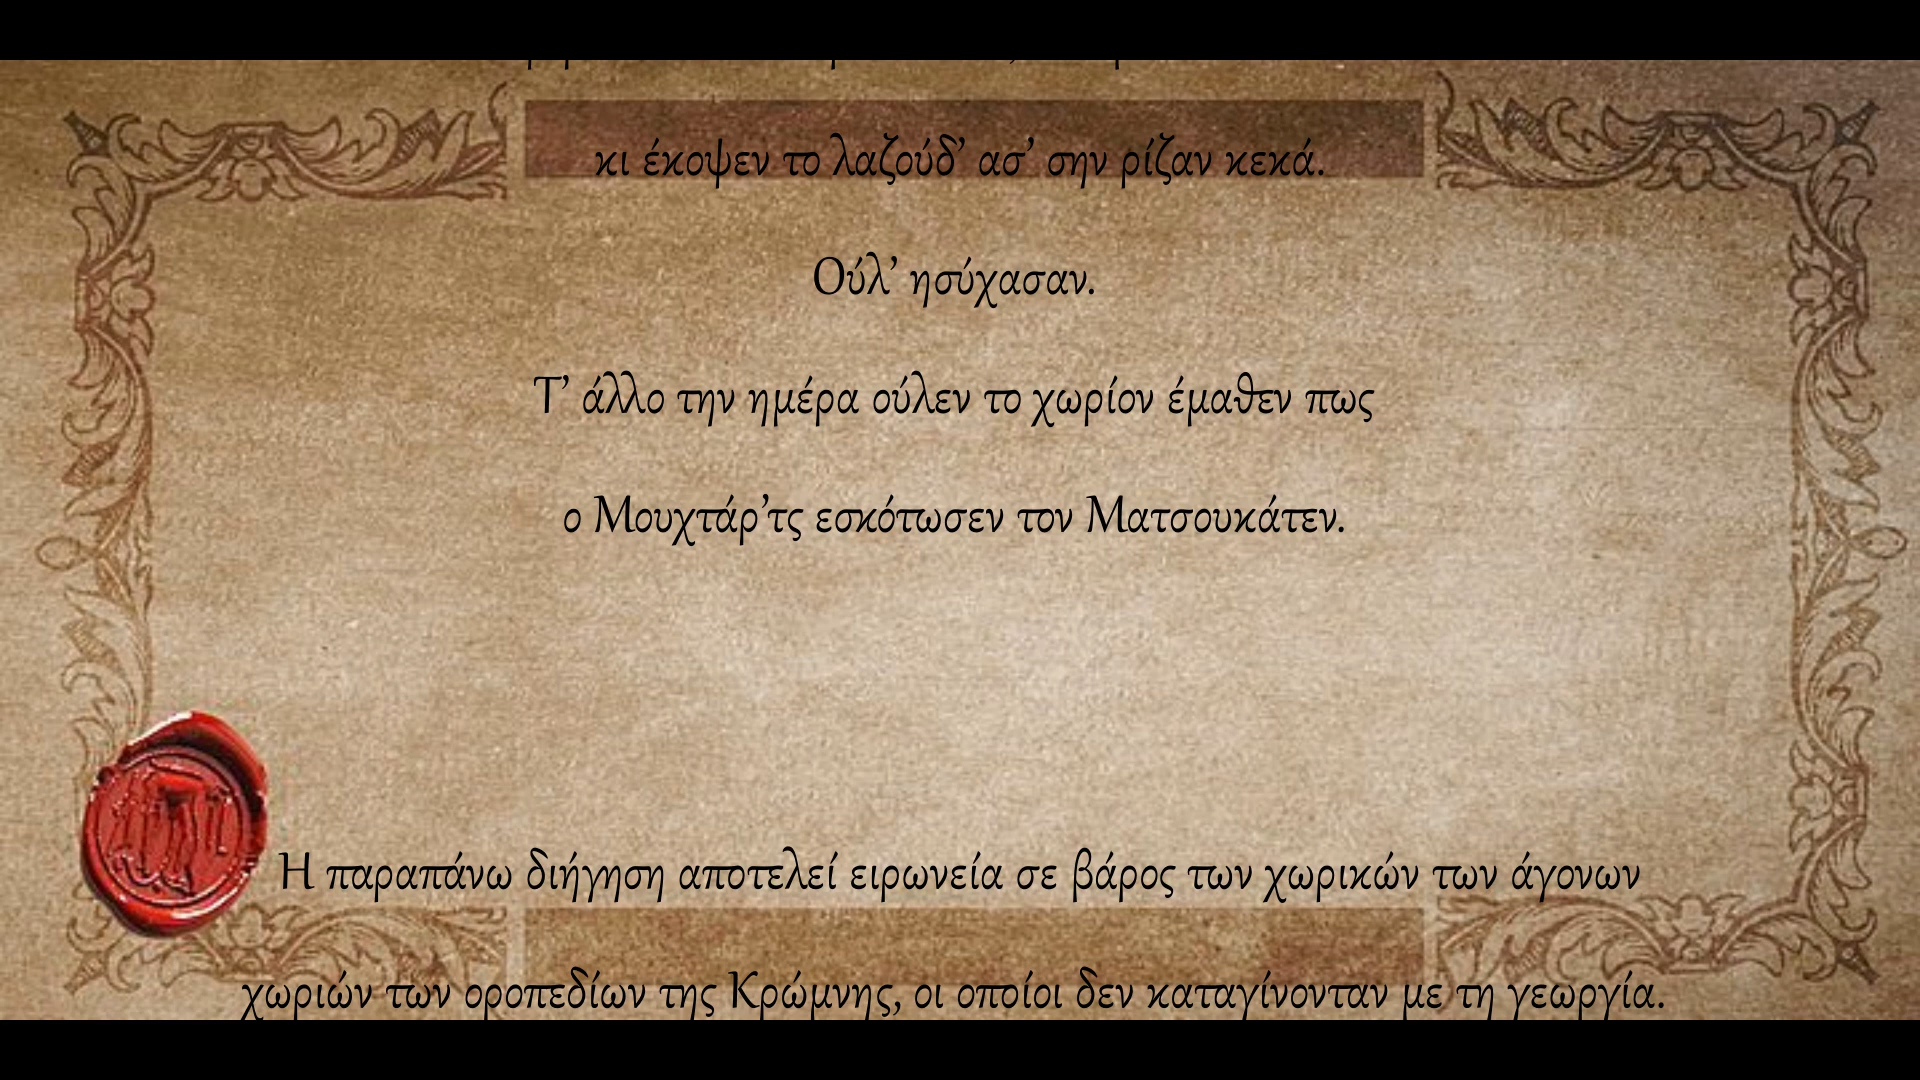 κι έκοψεν το λαζούδ’ ασ’ σην ρίζαν κεκά.
Ούλ’ ησύχασαν.
Τ’ άλλο την ημέρα ούλεν το χωρίον έμαθεν πως
ο Μουχτάρ’τς εσκότωσεν τον Ματσουκάτεν.
Η παραπάνω διήγηση αποτελεί ειρωνεία σε βάρος των χωρικών των άγονων
χωριών των οροπεδίων της Κρώμνης, οι οποίοι δεν καταγίνονταν με τη γεωργία.